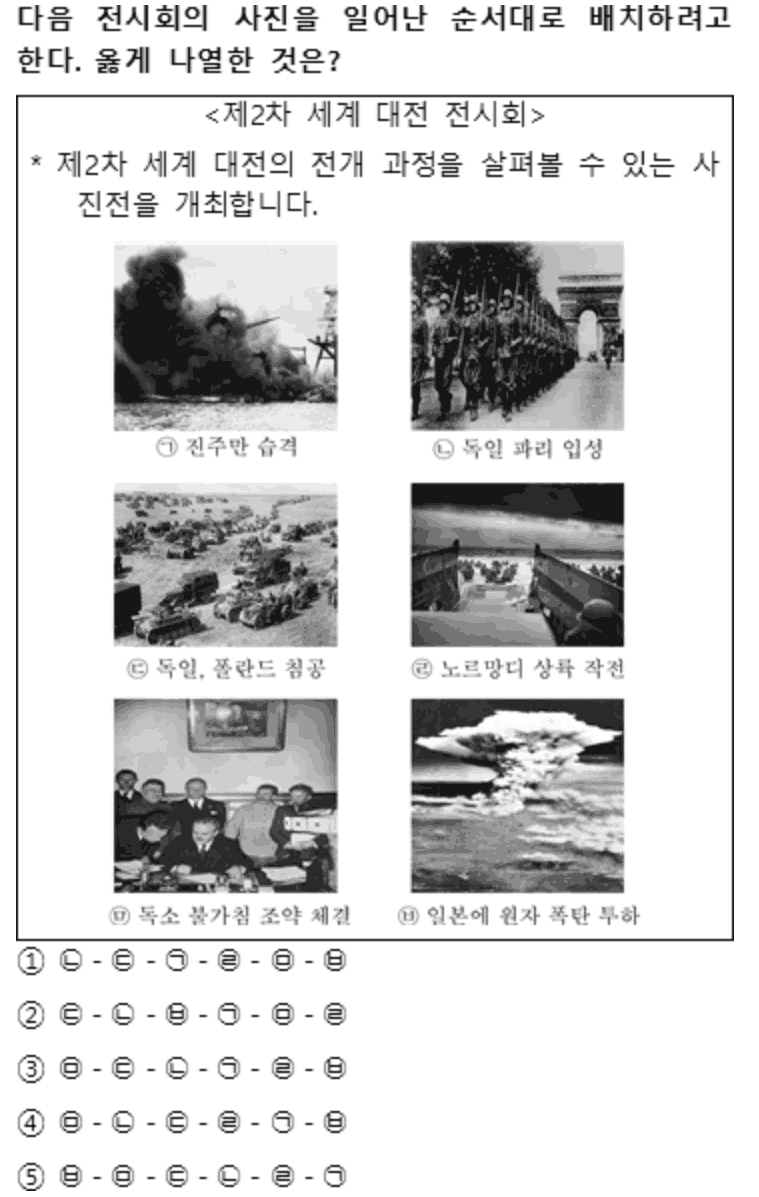 다음 전시회의 사진을 일어난 순서대로 배치하려고
한다. 옳게 나열한 것은?
<제2차 세계 대전 전시회>
* 제2차 세계 대전의 전개 과정을 살펴볼 수 있는 사
진전을 개최합니다.
㉠ 진주만 습격
㉡ 독일 파리 입성
㉢ 독일, 폴란드 침공
㉣ 노르망디 상륙 작전
㉤ 독소 불가침 조약 체결
㉥ 일본에 원자 폭탄 투하
① ㉡ - ㉢ - ㉠ - ㉣ - ㉤ - ㉥
② ㉢ - ㉡ - ㉥ - ㉠ - ㉤ - ㉣
③ ㉤ - ㉢ - ㉡ - ㉠ - ㉣ - ㉥
④ ㉤ - ㉡ - ㉢ - ㉣ - ㉠ - ㉥
⑤ ㉥ - ㉤ - ㉢ - ㉡ - ㉣ - ㉠